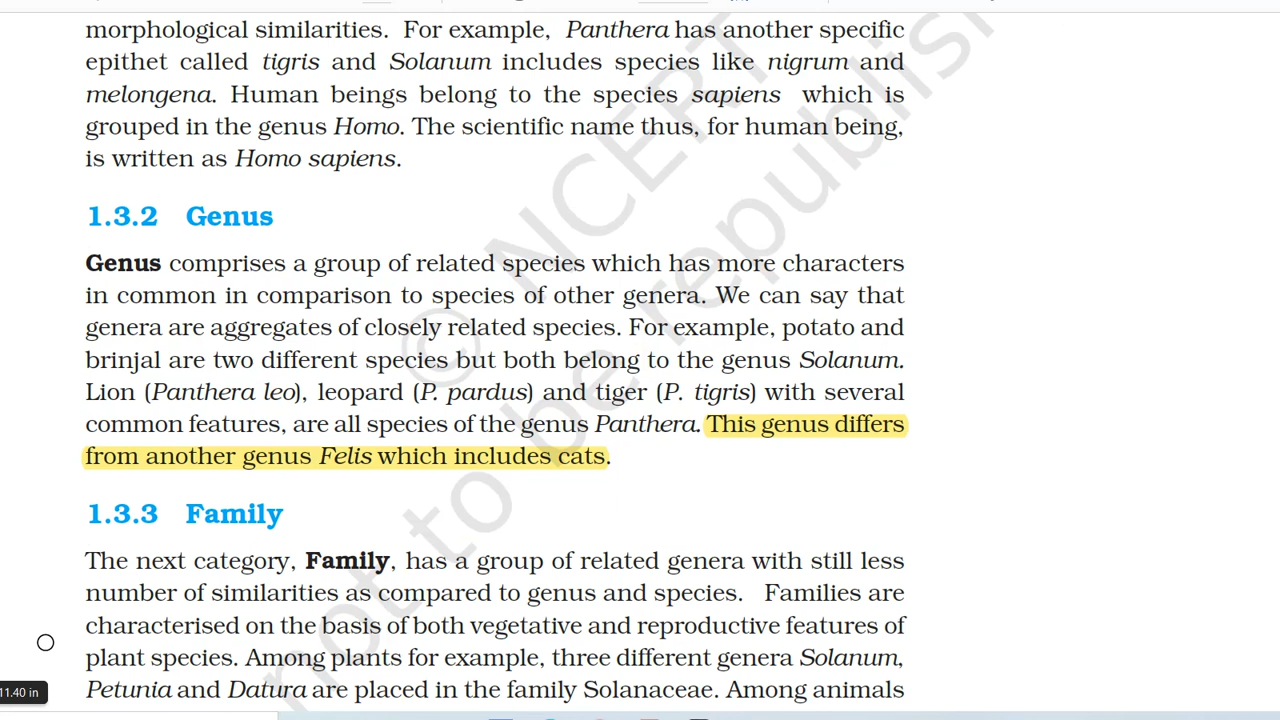 morphological similarities. For example, Panthera has another specific
epithet called tigris and Solanum includes species like nigrum and
melongena. Human beings belong to the species sapiens which is
grouped in the genus Homo. The scientific name thus, for human being,
is written as Homo sapiens.
1.3.2 Genus
Genus comprises a group of related species which has more characters
in common in comparison to species of other genera. We can say that
genera are aggregates of closely related species. For example, potato and
brinjal are two different species but both belong to the genus Solanum.
Lion (Panthera leo), leopard (P. pardus) and tiger (P. tigris) with several
common features, are all species of the genus Panthera. This genus differs
from another genus Felis which includes cats.
1.3.3 Family
The next category, Family, has a group of related genera with still less
number of similarities as compared to genus and species. Families are
characterised on the basis of both vegetative and reproductive features of
plant species. Among plants for example, three different genera Solanum,
Petunia and Datura are placed in the family Solanaceae. Among animals
© NCERT
not to be republis
11.40 in